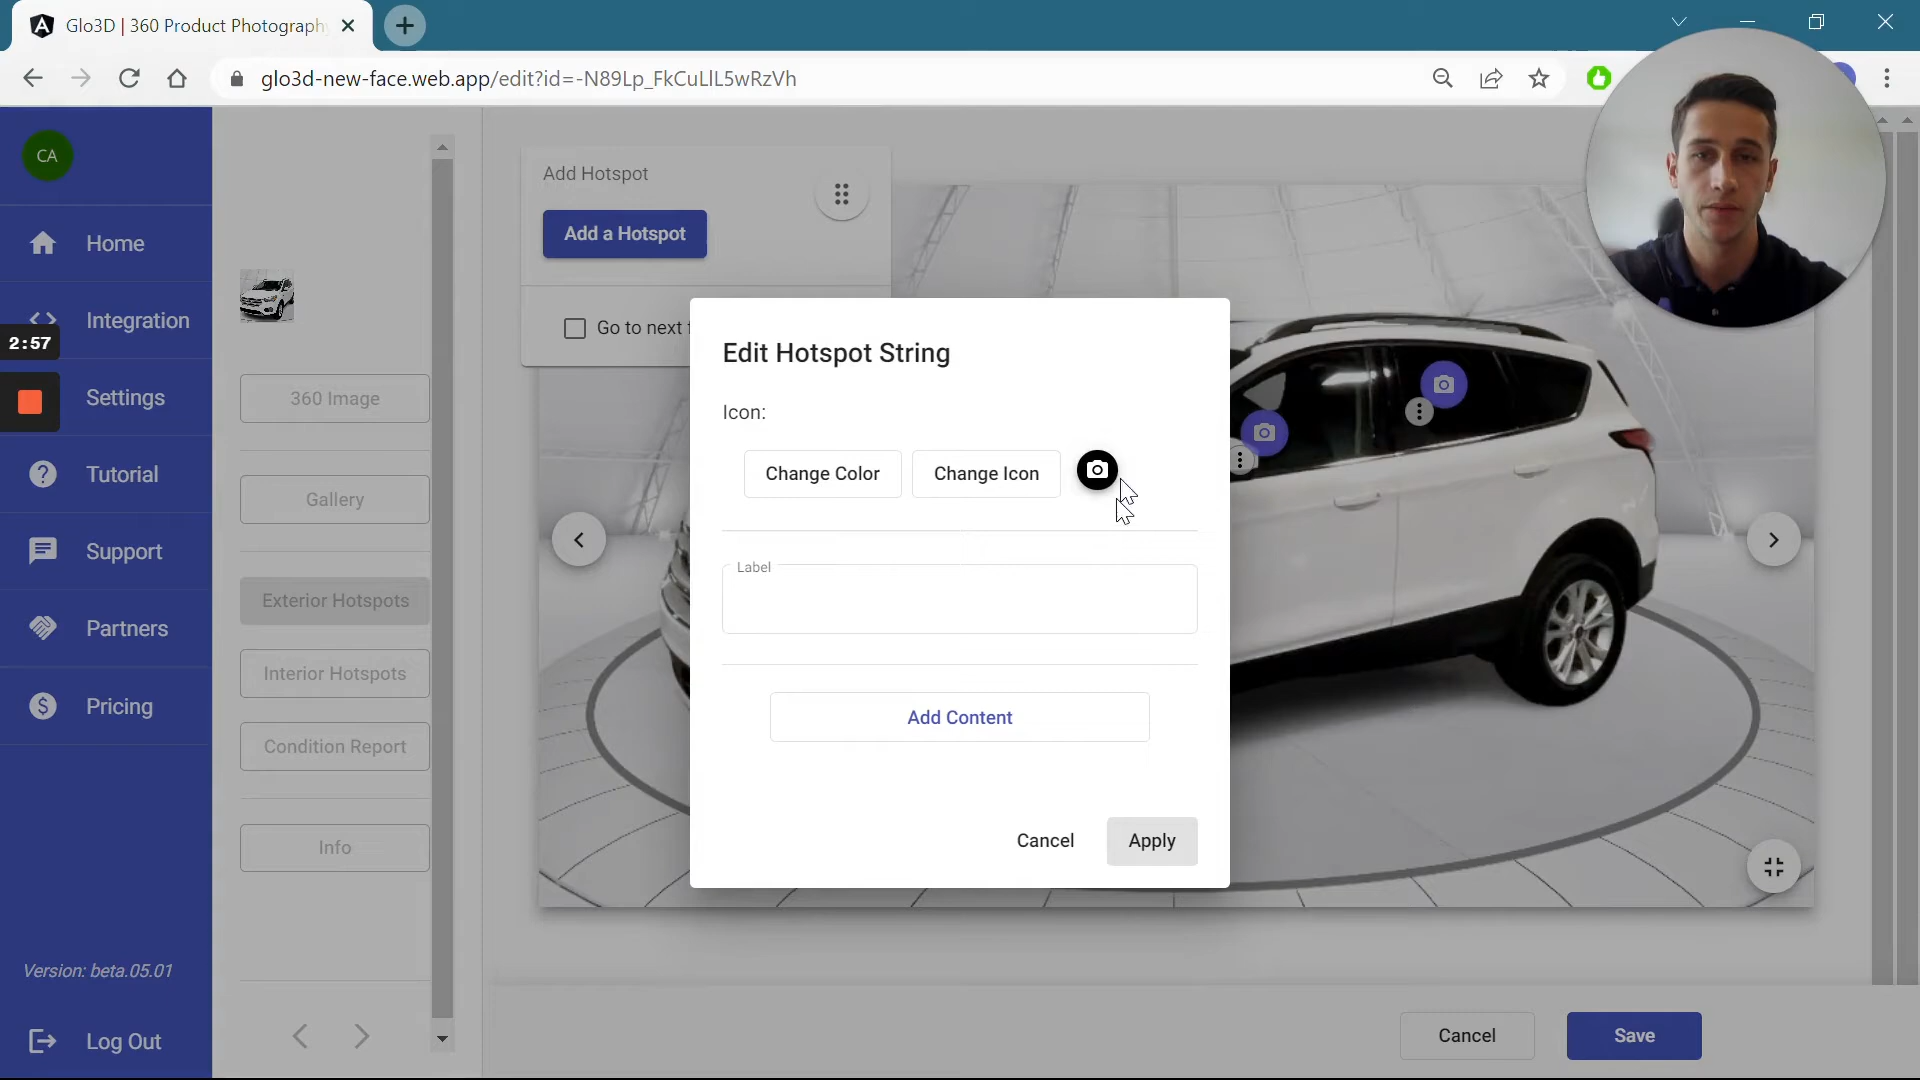 Glo3D | 360 Product Photography
glo3d-new-face.web.app/edit?id=-N89Lp_FkCuLlL5wRzVh
CA
Home
Integration
2:57
Settings
Tutorial
Support
Partners
Pricing
Version: beta.05.01
Log Out
360 Image
Gallery
Exterior Hotspots
Interior Hotspots
Condition Report
Info
Add Hotspot
Add a Hotspot
Go to next
Edit Hotspot String
Icon:
Change Color
Change Icon
Label
Add Content
Cancel
Apply
Cancel
Save